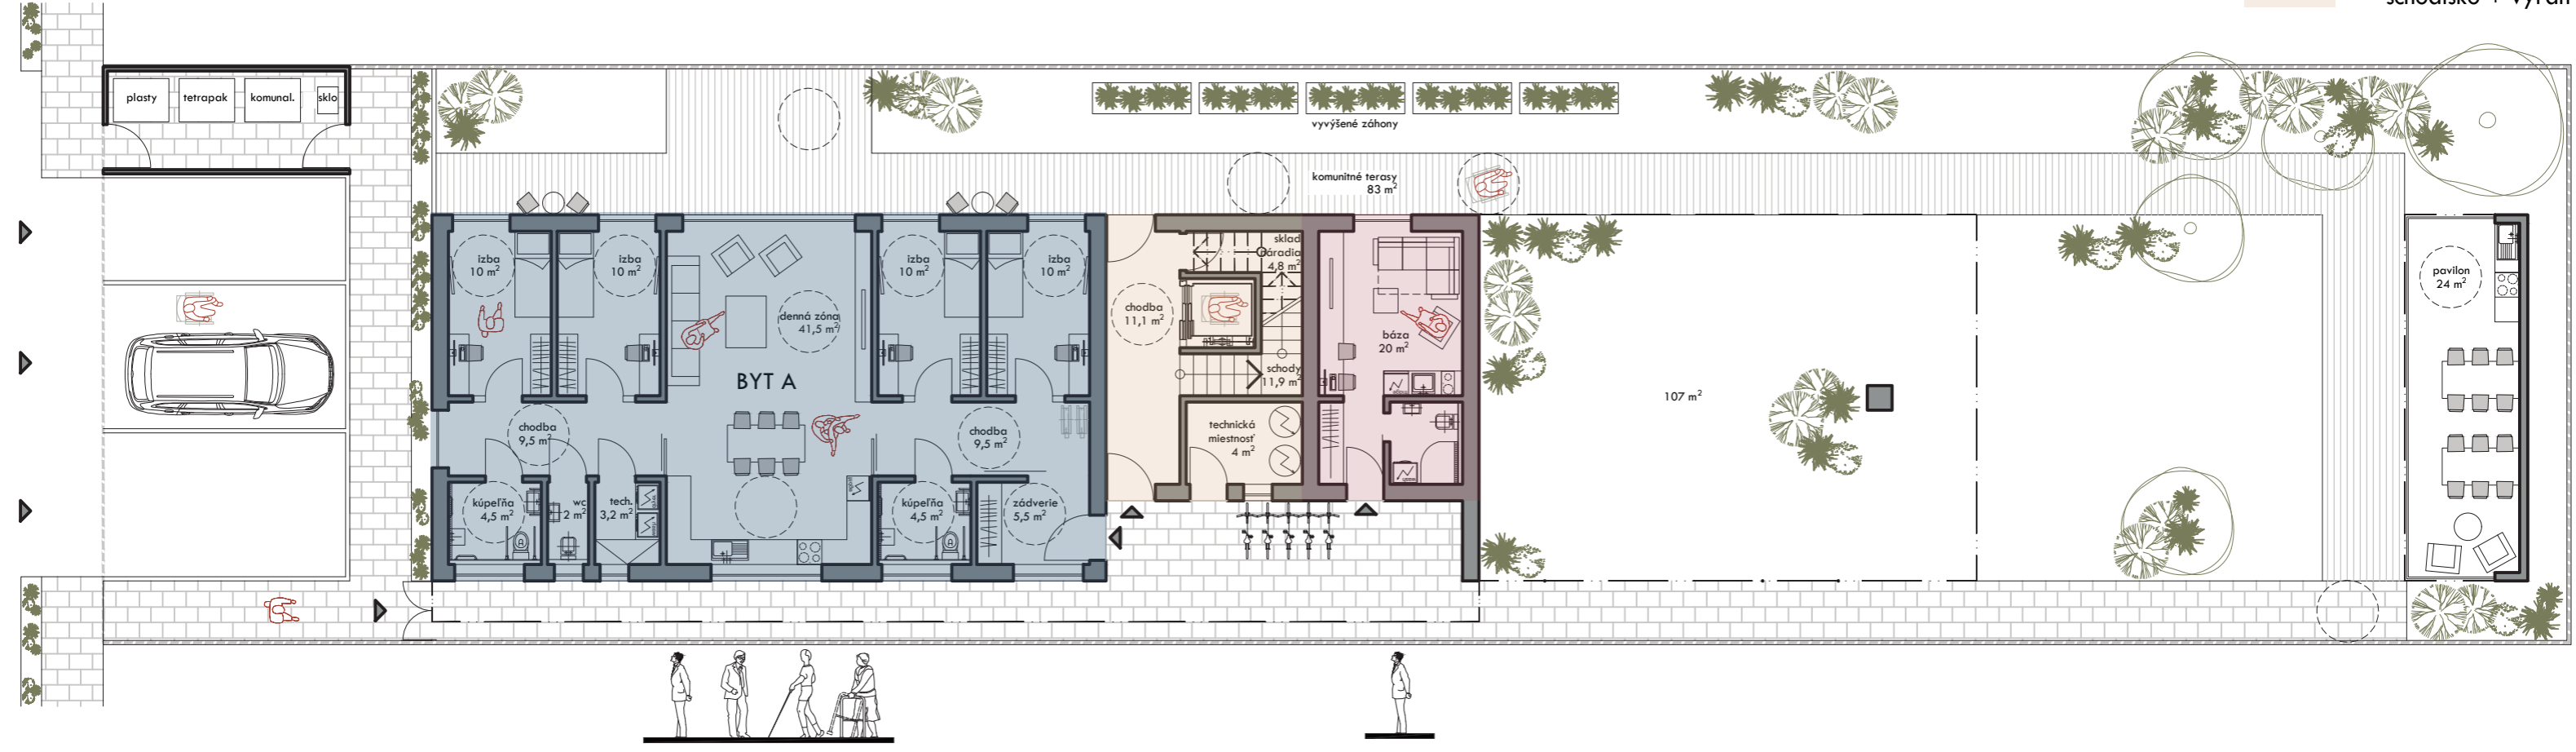 plasty
tetrapak
komunal.
sklo
vyvýšené záhony
komunitné terasy
83 m²
izba
10 m²
izba
10 m²
denná zóna
41,5 m²
izba
10 m²
izba
10 m²
BYT A
chodba
9,5 m²
chodba
9,5 m²
kúpeľňa
4,5 m²
wc
2 m²
tech.
3,2 m²
kúpeľňa
4,5 m²
zádverie
5,5 m²
chodba
11,1 m²
sklad
náradia
4,8 m²
schody
11,9 m²
technická
miestnosť
4 m²
báza
20 m²
107 m²
pavilon
24 m²